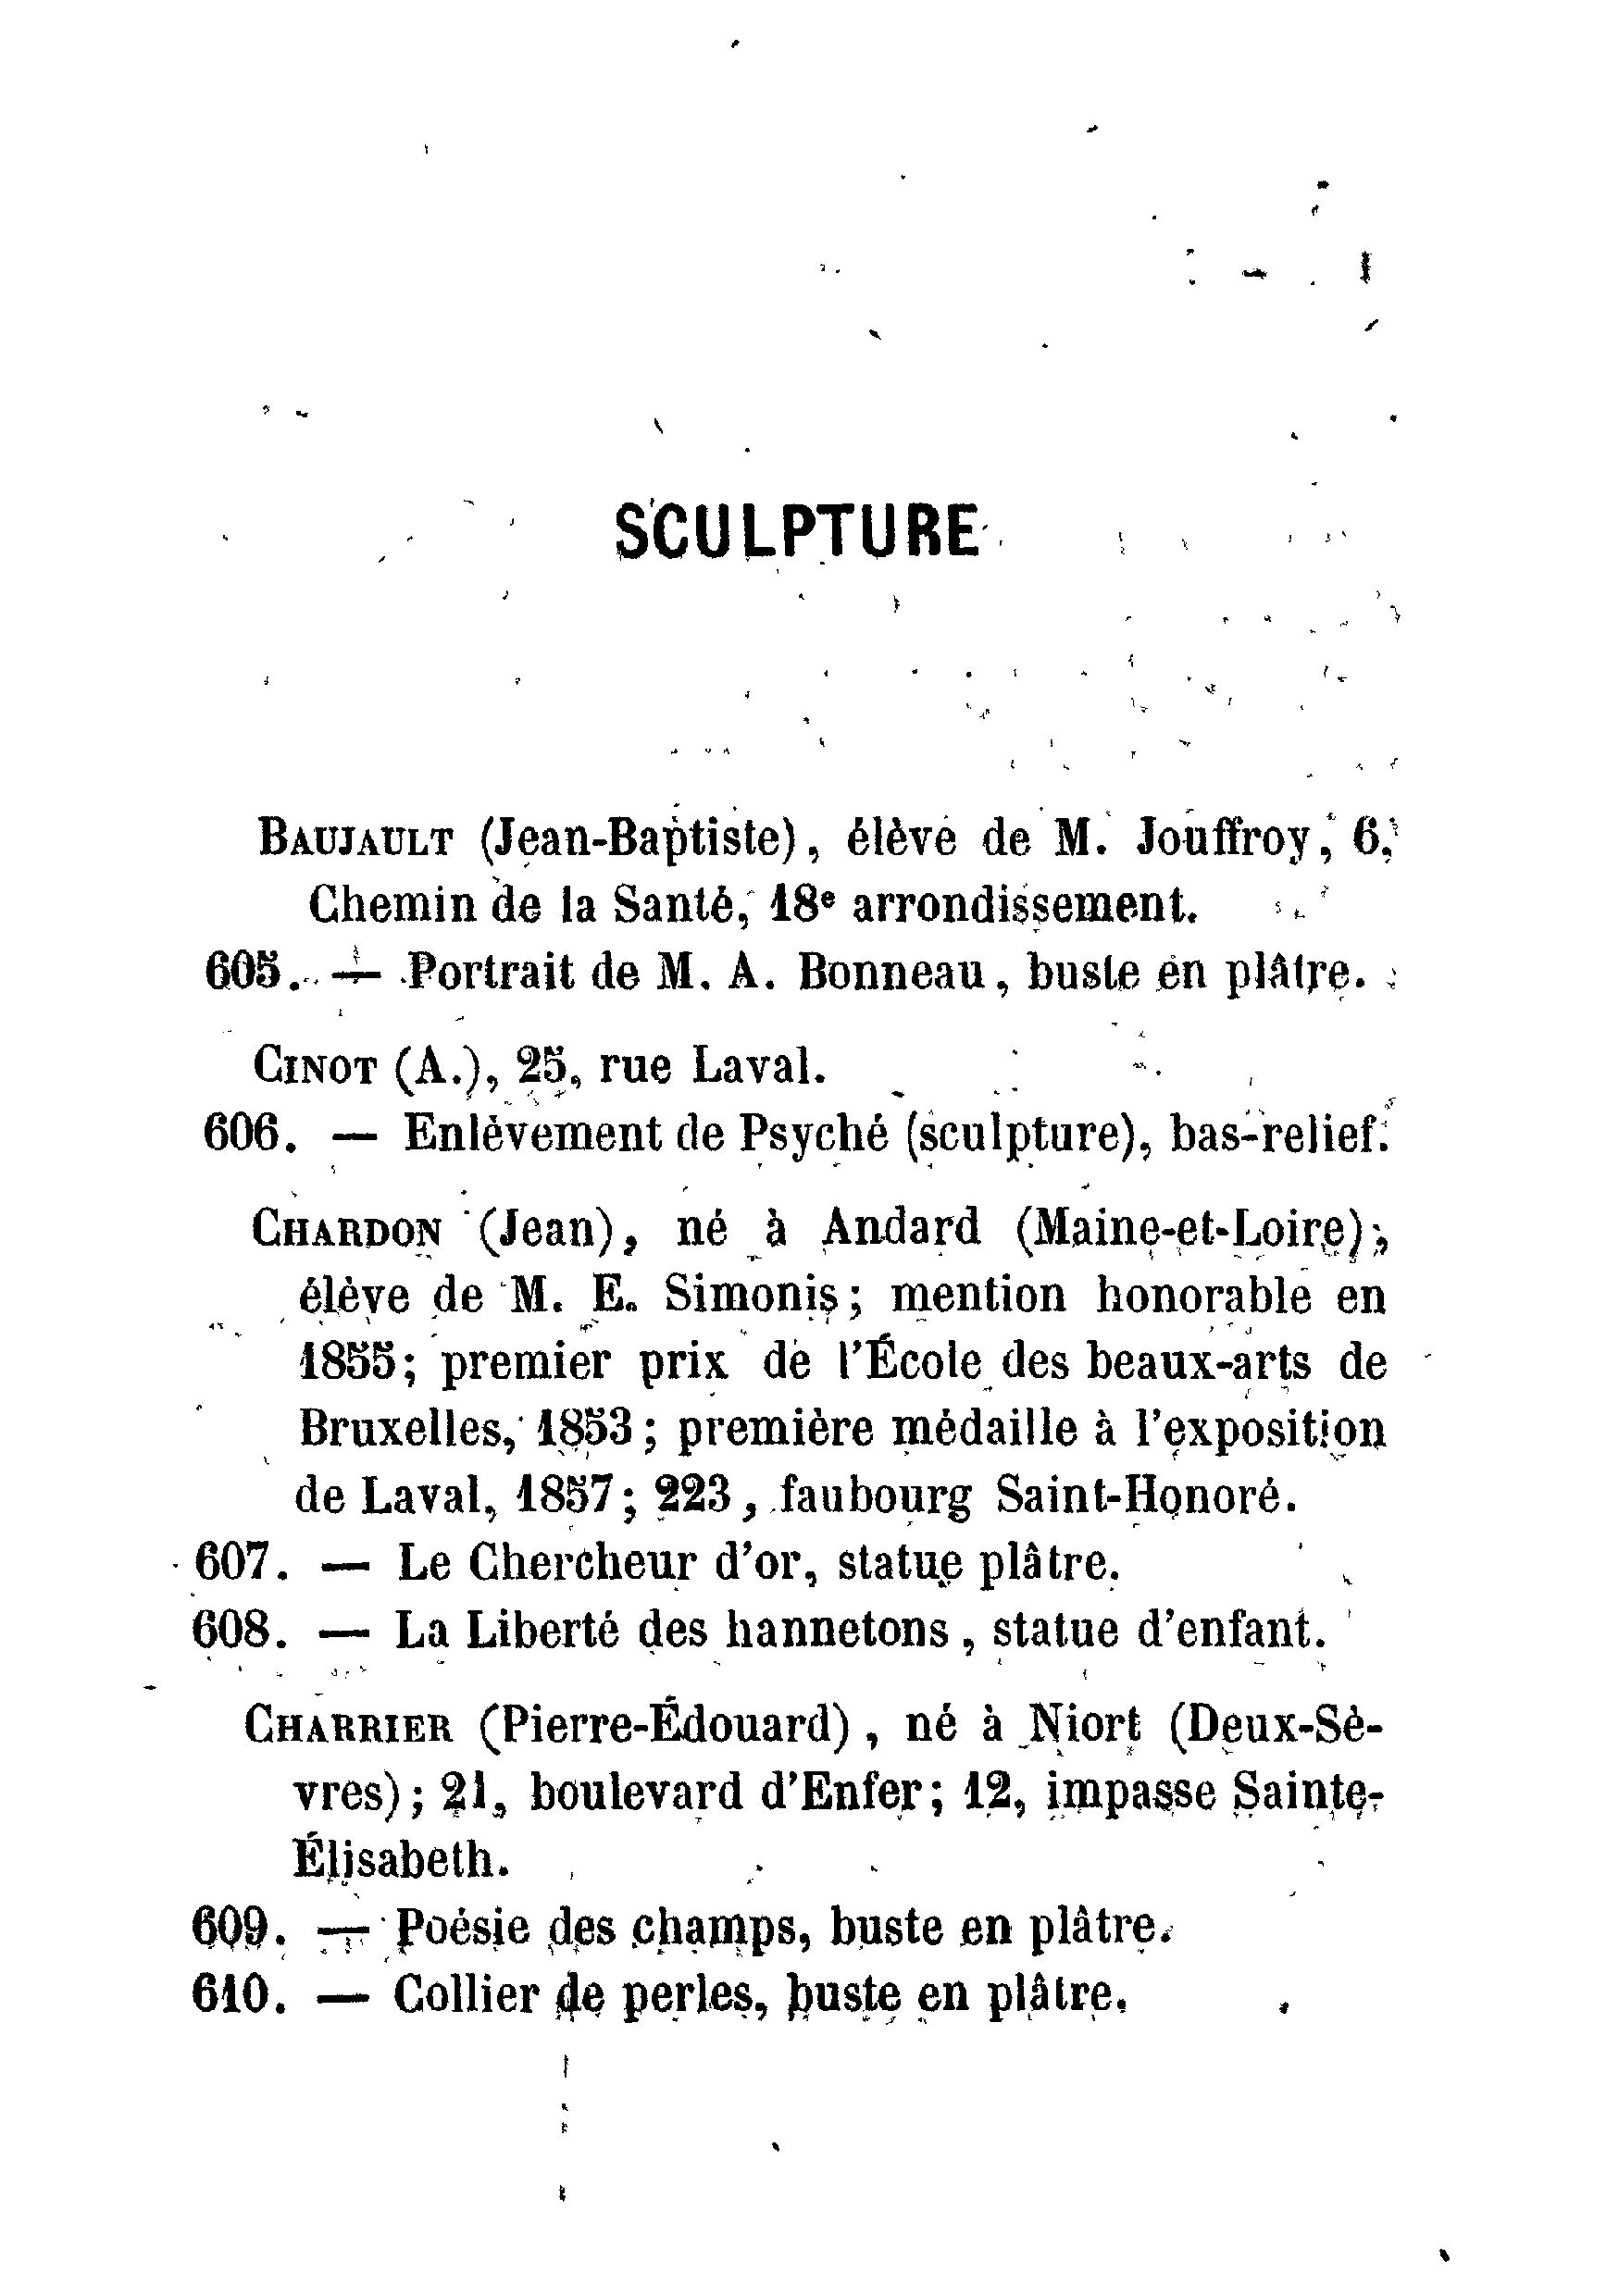 SCULPTURE
BAUJAULT (Jean-Baptiste), élève de M. Jouffroy, 6,
Chemin de la Santé, 18e arrondissement.
605. — Portrait de M. A. Bonneau, buste en plâtre.
CINOT (A.), 25, rue Laval.
606. — Enlèvement de Psyché (sculpture), bas-relief.
CHARDON (Jean), né à Andard (Maine-et-Loire);
élève de M. E. Simonis; mention honorable en
1855; premier prix de l'École des beaux-arts de
Bruxelles, 1853; première médaille à l'exposition
de Laval, 1857; 223, faubourg Saint-Honoré.
607. — Le Chercheur d'or, statue plâtre.
608. — La Liberté des hannetons, statue d'enfant.
CHARRIER (Pierre-Édouard), né à Niort (Deux-Sè-
vres); 21, boulevard d'Enfer; 12, impasse Sainte-
Élisabeth.
609. — Poésie des champs, buste en plâtre.
610. — Collier de perles, buste en plâtre.